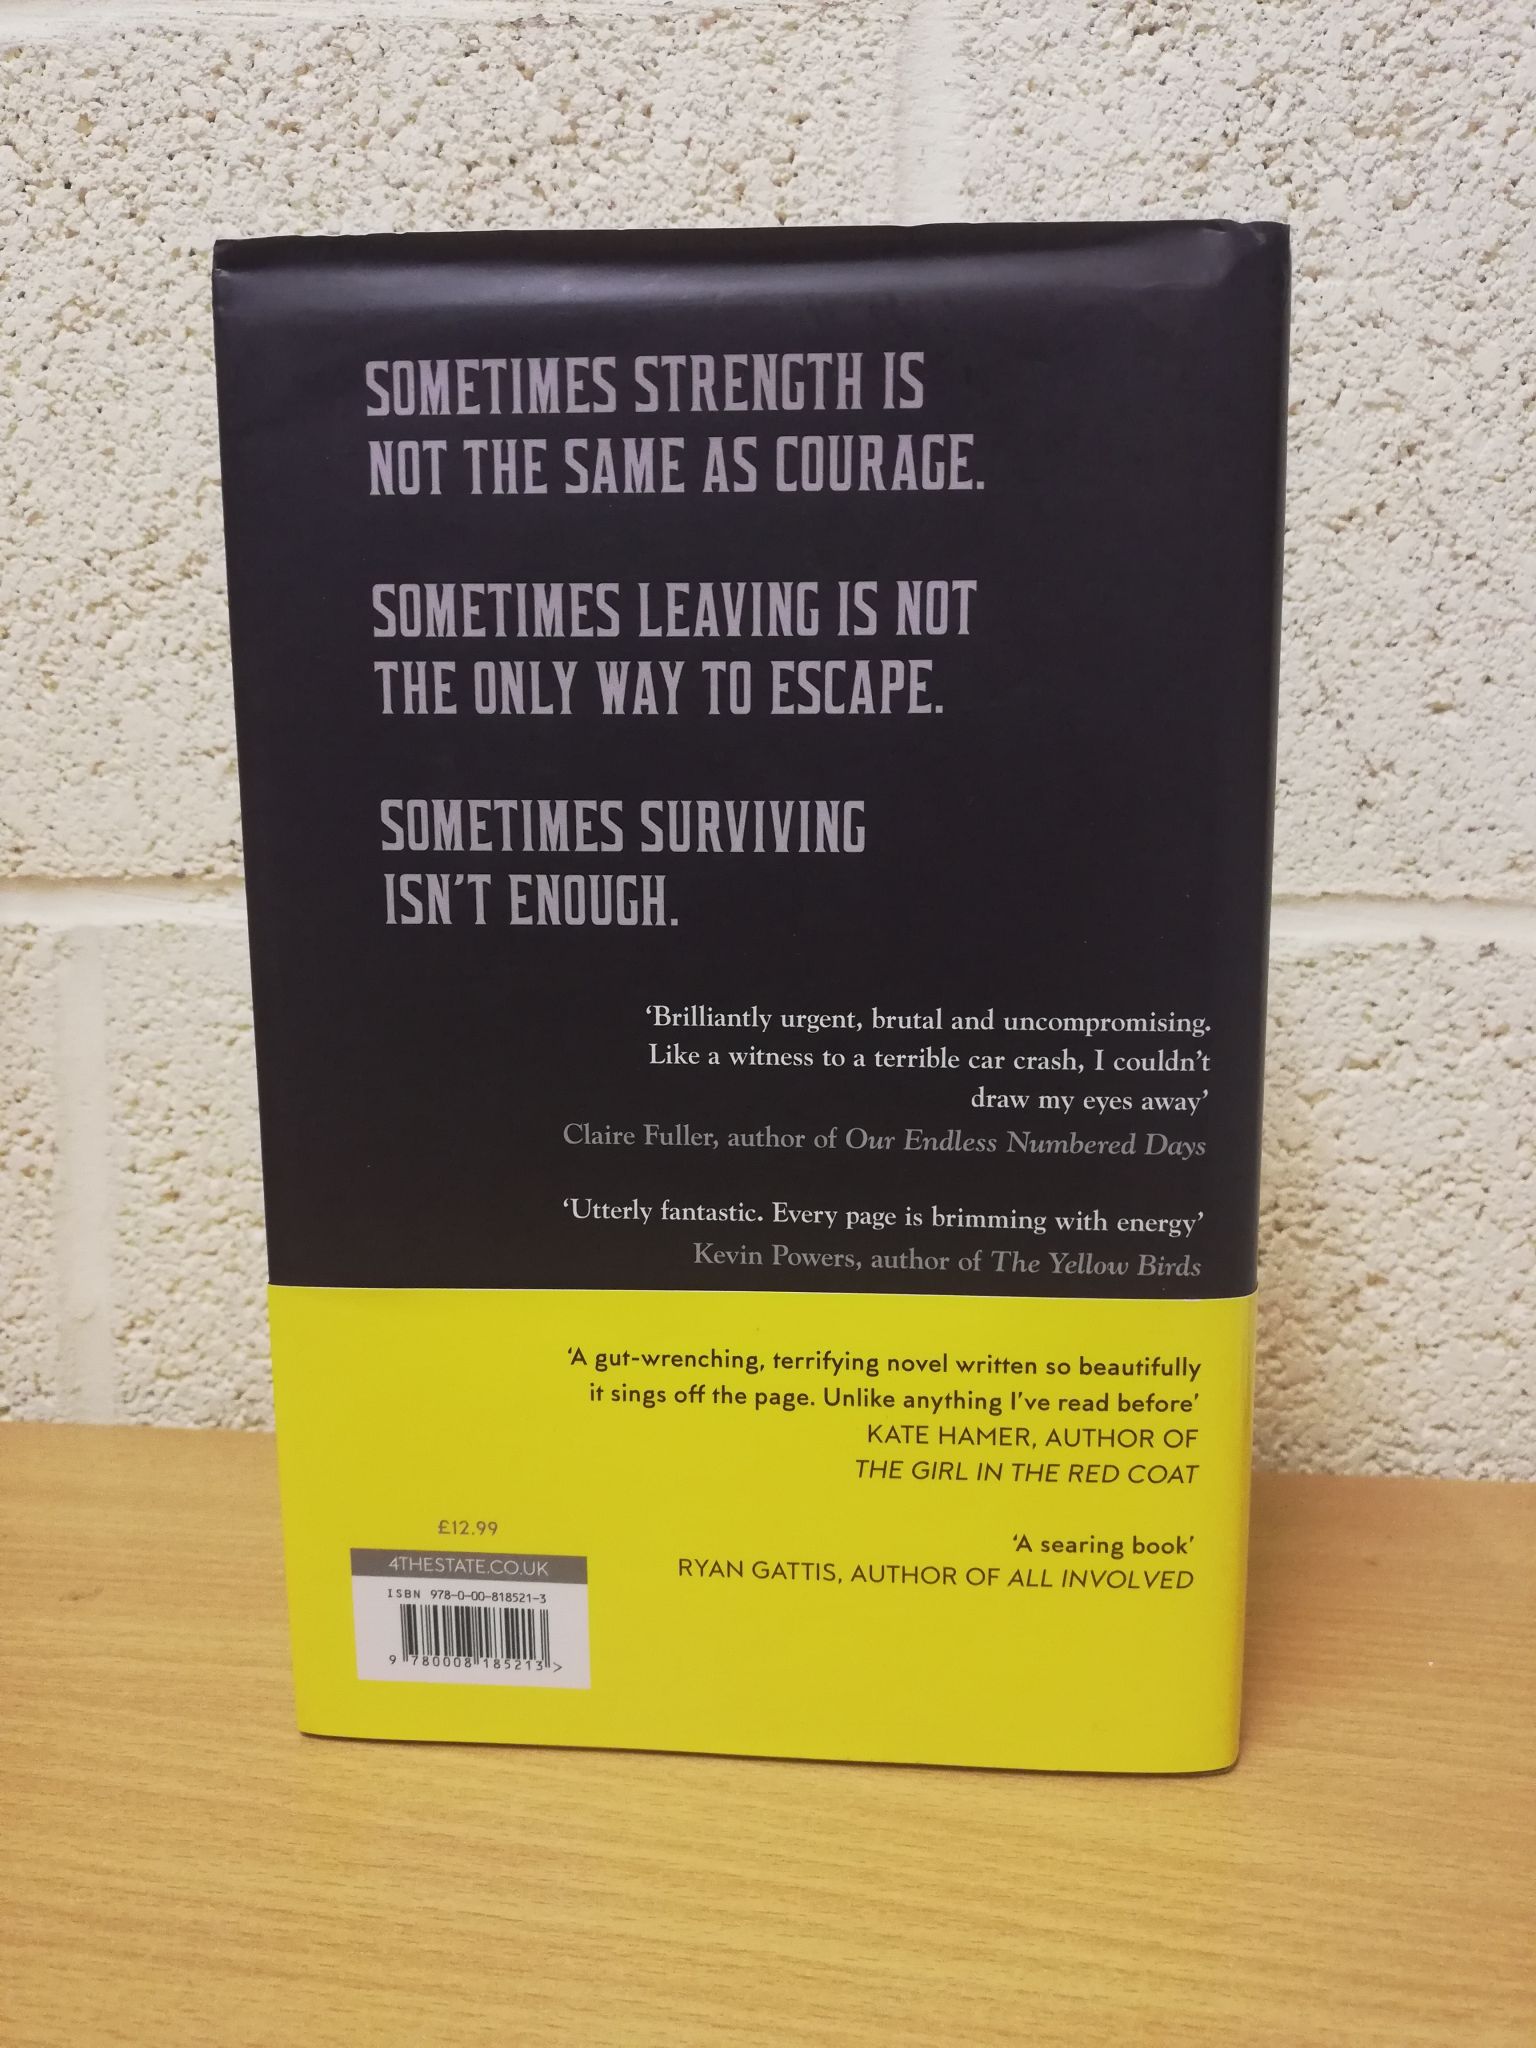 SOMETIMES STRENGTH IS
NOT THE SAME AS COURAGE.
SOMETIMES LEAVING IS NOT
THE ONLY WAY TO ESCAPE.
SOMETIMES SURVIVING
ISN'T ENOUGH.
‘Brilliantly urgent, brutal and uncompromising.
Like a witness to a terrible car crash, I couldn’t
draw my eyes away’
Claire Fuller, author of Our Endless Numbered Days
‘Utterly fantastic. Every page is brimming with energy’
Kevin Powers, author of The Yellow Birds
‘A gut-wrenching, terrifying novel written so beautifully
it sings off the page. Unlike anything I’ve read before’
KATE HAMER, AUTHOR OF
THE GIRL IN THE RED COAT
‘A searing book’
RYAN GATTIS, AUTHOR OF ALL INVOLVED
£12.99
4THESTATE.CO.UK
ISBN 978-0-00-818521-3
9 780008 185213 >